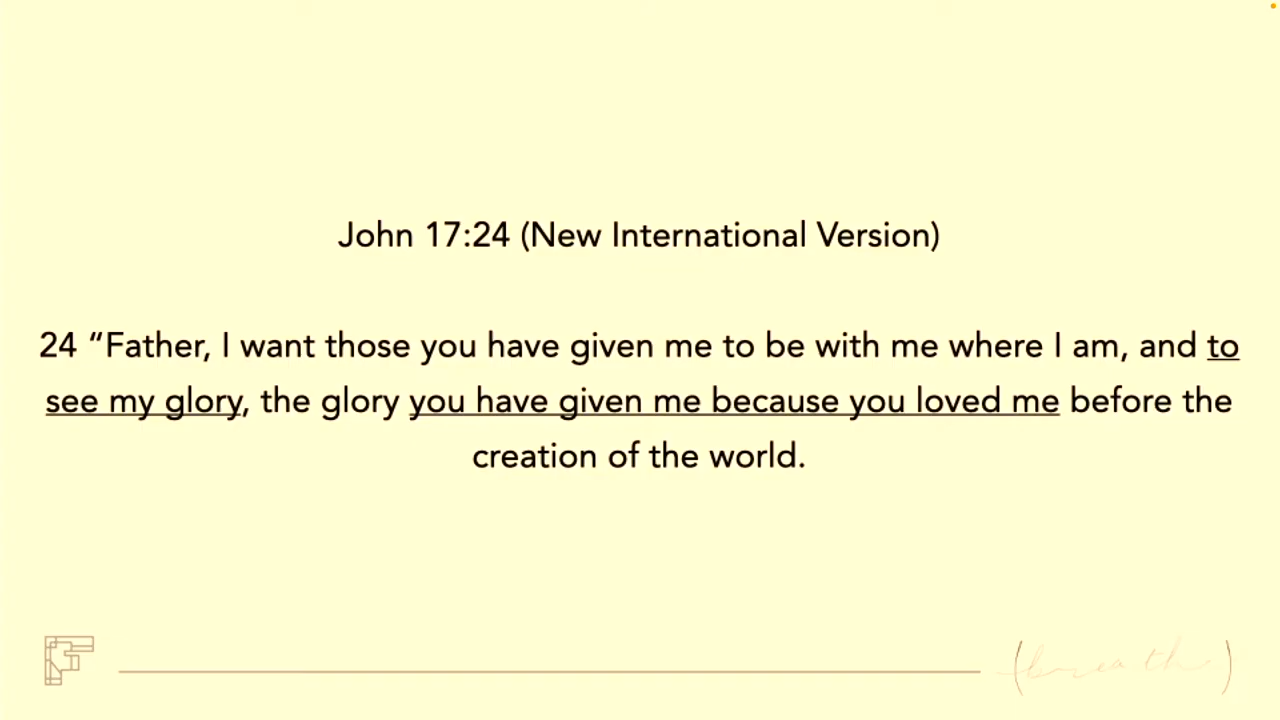 John 17:24 (New International Version)
24 “Father, I want those you have given me to be with me where I am, and to
see my glory, the glory you have given me because you loved me before the
creation of the world.
(breath)